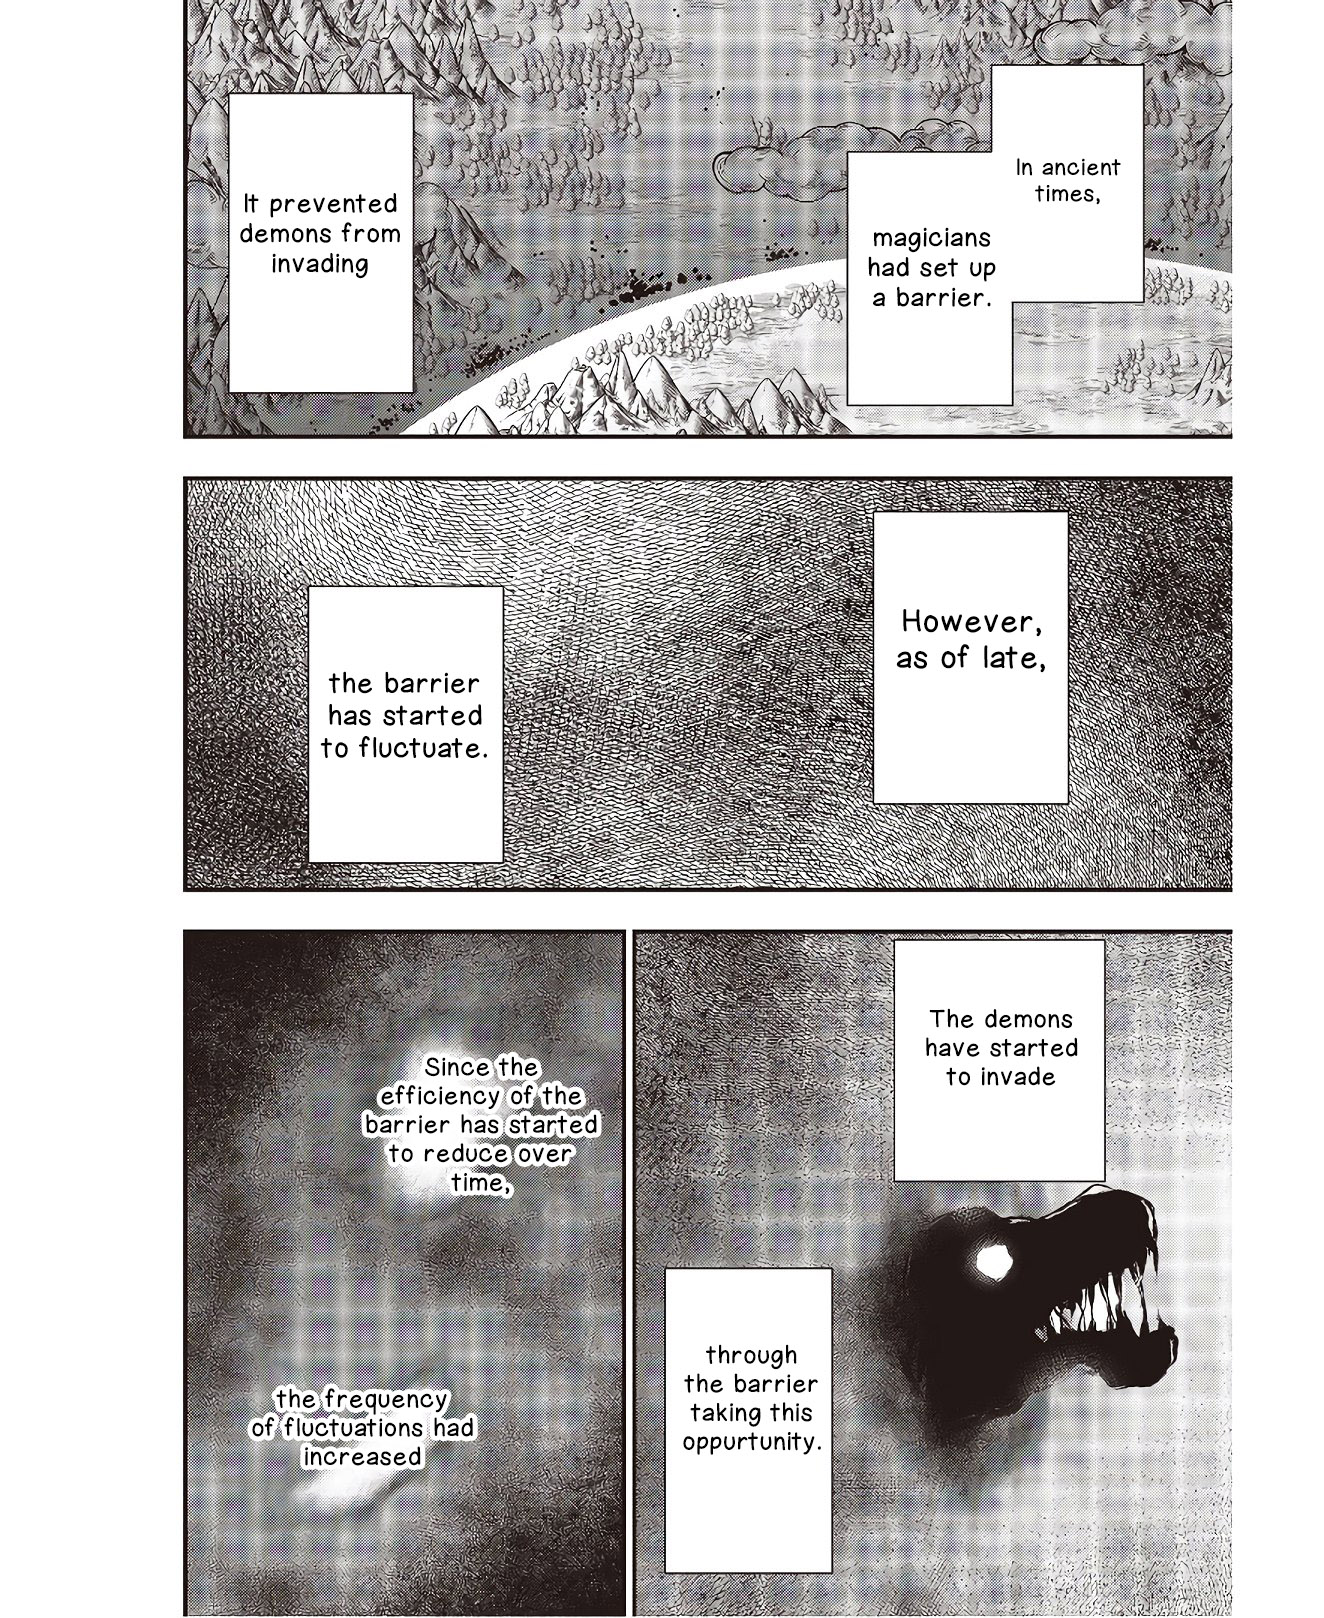 In ancient
times,
magicians
had set up
a barrier.
It prevented
demons from
invading
However,
as of late,
the barrier
has started
to fluctuate.
The demons
have started
to invade
through
the barrier
taking this
oppurtunity.
Since the
efficiency of the
barrier has started
to reduce over
time,
the frequency
of fluctuations had
increased